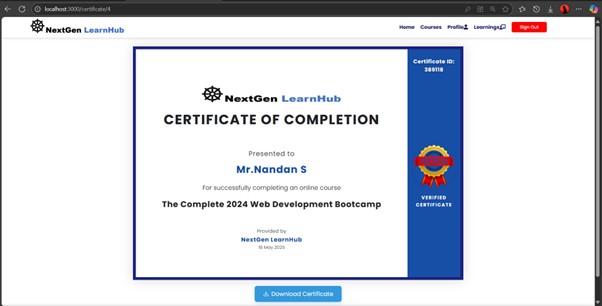 localhost:3000/certificate/4
NextGen LearnHub
Home Courses Profile Learnings Sign Out
Certificate ID:
389118
NextGen LearnHub
CERTIFICATE OF COMPLETION
Presented to
Mr.Nandan S
For successfully completing an online course
The Complete 2024 Web Development Bootcamp
VERIFIED
CERTIFICATE
Provided by
NextGen LearnHub
15 May 2025
Download Certificate